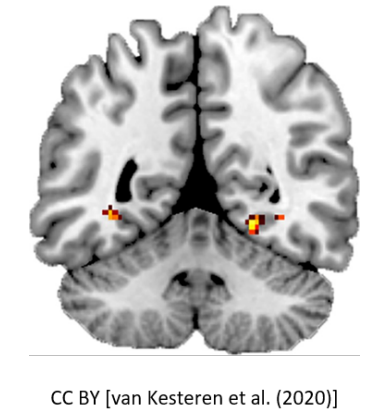 CC BY [van Kesteren et al. (2020)]